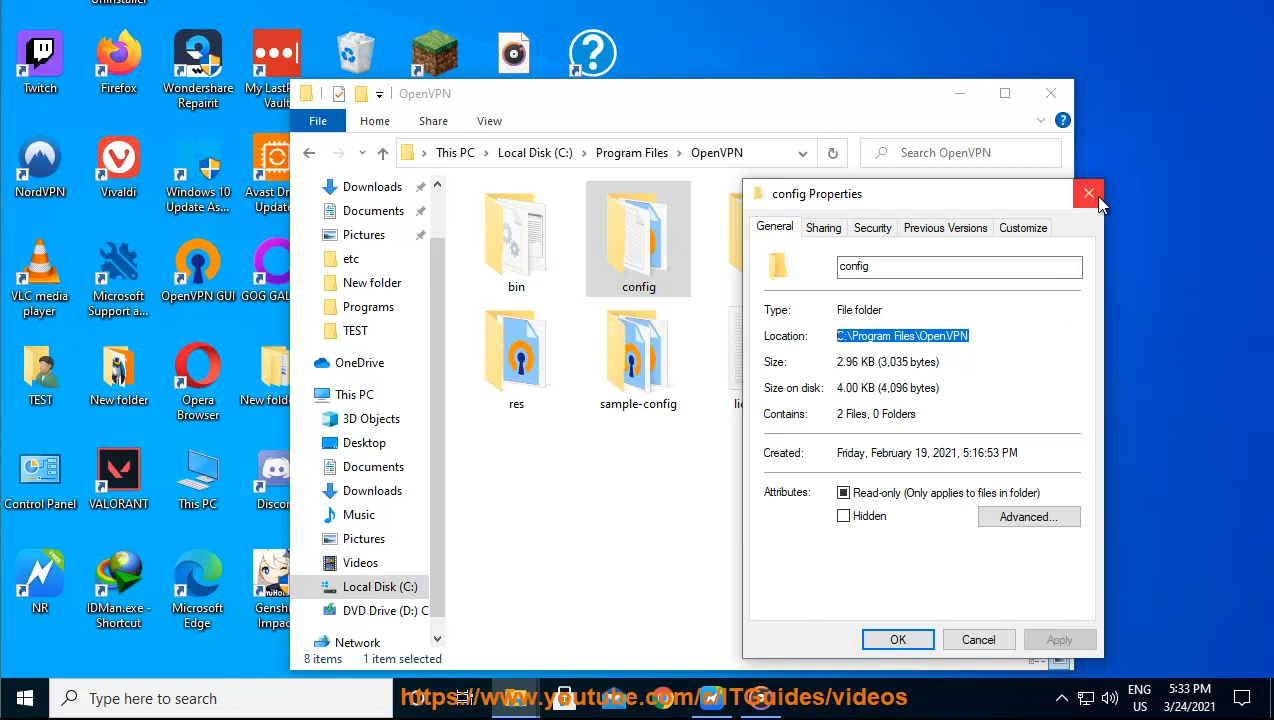 Uninstaller
Twitch
Firefox
Wondershare
Repairit
My LastP
Vault
OpenVPN
File
Home
Share
View
This PC
Local Disk (C:)
Program Files
OpenVPN
Search OpenVPN
NordVPN
Vivaldi
Windows 10
Update As...
Avast Dri
Update
VLC media
player
Microsoft
Support a...
OpenVPN GUI
GOG GAL
TEST
New folder
Opera
Browser
New fold
Control Panel
VALORANT
This PC
Discor
FREE
NR
IDMan.exe -
Shortcut
Microsoft
Edge
Gensh
Impac
Downloads
Documents
Pictures
etc
New folder
Programs
TEST
OneDrive
This PC
3D Objects
Desktop
Documents
Downloads
Music
Pictures
Videos
Local Disk (C:)
DVD Drive (D:) C
Network
bin
config
res
sample-config
lic
8 items
1 item selected
config Properties
General
Sharing
Security
Previous Versions
Customize
config
Type: File folder
Location: C:\Program Files\OpenVPN
Size: 2.96 KB (3,035 bytes)
Size on disk: 4.00 KB (4,096 bytes)
Contains: 2 Files, 0 Folders
Created: Friday, February 19, 2021, 5:16:53 PM
Attributes: Read-only (Only applies to files in folder)
Hidden
Advanced...
OK
Cancel
Apply
Type here to search
https://www.youtube.com/c/ITGuides/videos
ENG
US
5:33 PM
3/24/2021